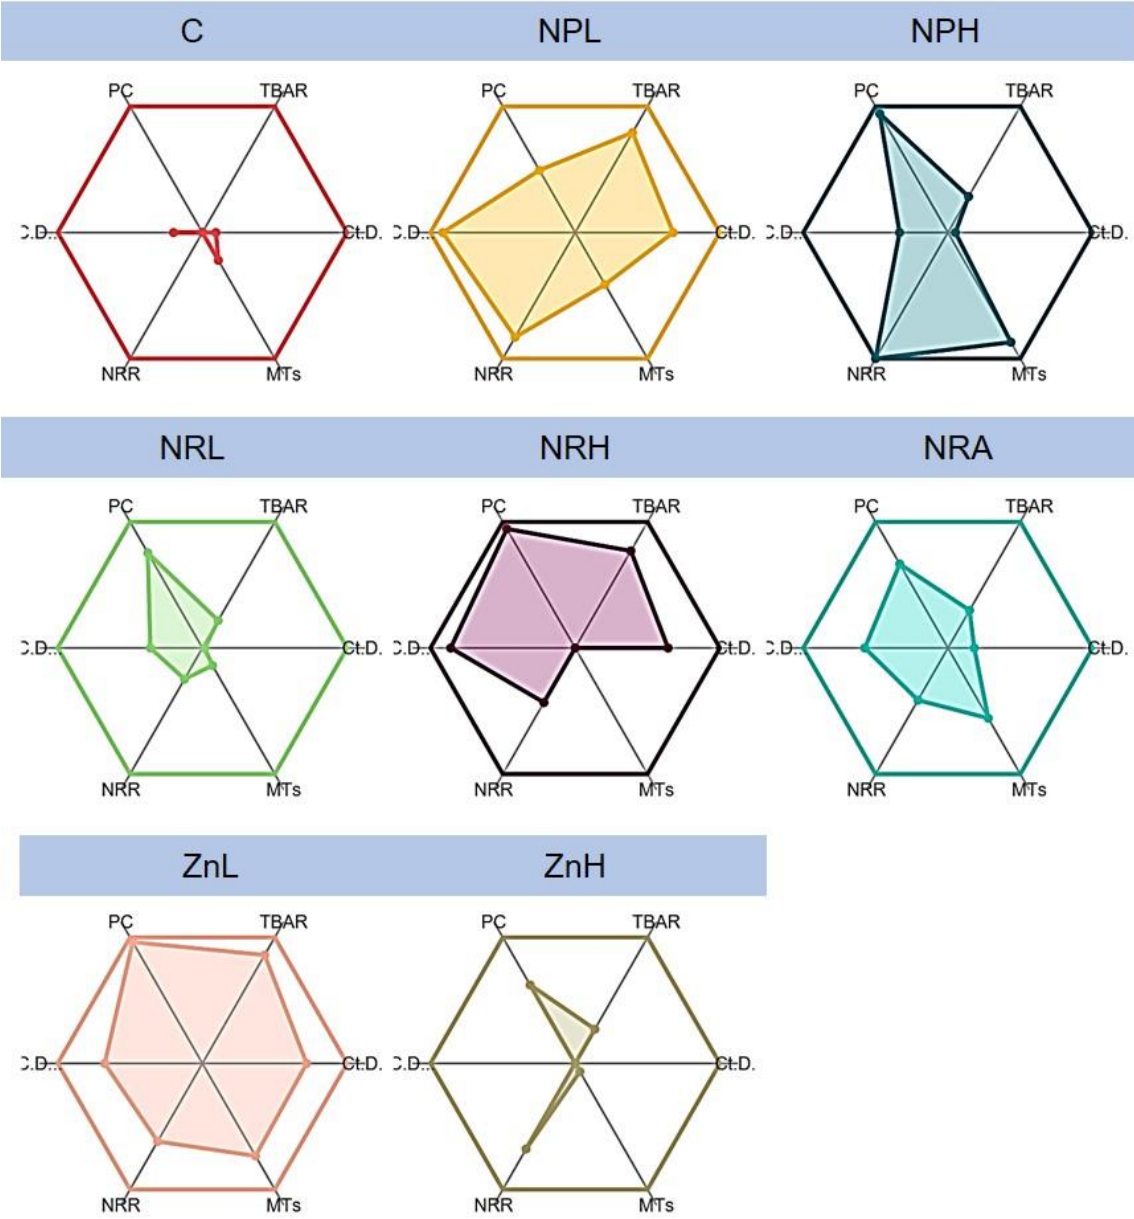 C NPL NPH
PC TBAR PC TBAR PC TBAR
C.D... Ct.D. C.D... Ct.D. C.D... Ct.D.
NRR MTs NRR MTs NRR MTs
NRL NRH NRA
PC TBAR PC TBAR PC TBAR
C.D... Ct.D. C.D... Ct.D. C.D... Ct.D.
NRR MTs NRR MTs NRR MTs
ZnL ZnH
PC TBAR PC TBAR
C.D... Ct.D. C.D... Ct.D.
NRR MTs NRR MTs